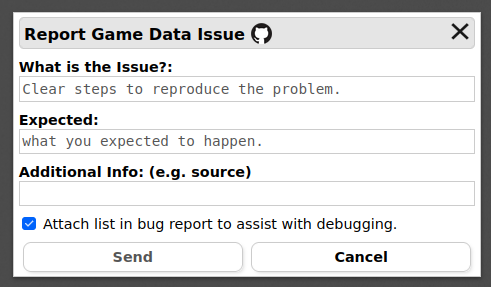 Report Game Data Issue
What is the Issue?:
Clear steps to reproduce the problem.
Expected:
what you expected to happen.
Additional Info: (e.g. source)
Attach list in bug report to assist with debugging.
Send
Cancel